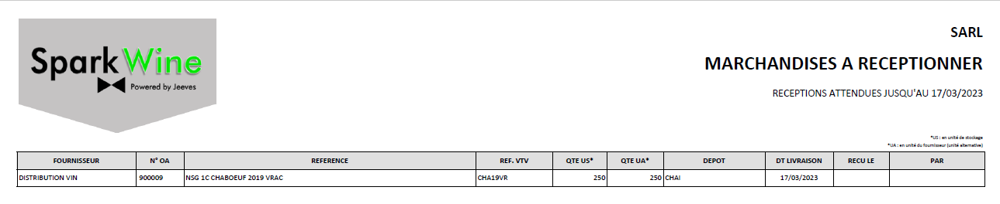 SparkWine
Powered by Jeeves
SARL
MARCHANDISES A RECEPTIONNER
RECEPTIONS ATTENDUES JUSQU'AU 17/03/2023
*US : en unité de stockage
*UA : en unité du fournisseur (unité alternative)
FOURNISSEUR N° OA REFERENCE REF. VTV QTE US* QTE UA* DEPOT DT LIVRAISON RECU LE PAR
DISTRIBUTION VIN 900009 NSG 1C CHABOEUF 2019 VRAC CHA19VR 250 250 CHAI 17/03/2023